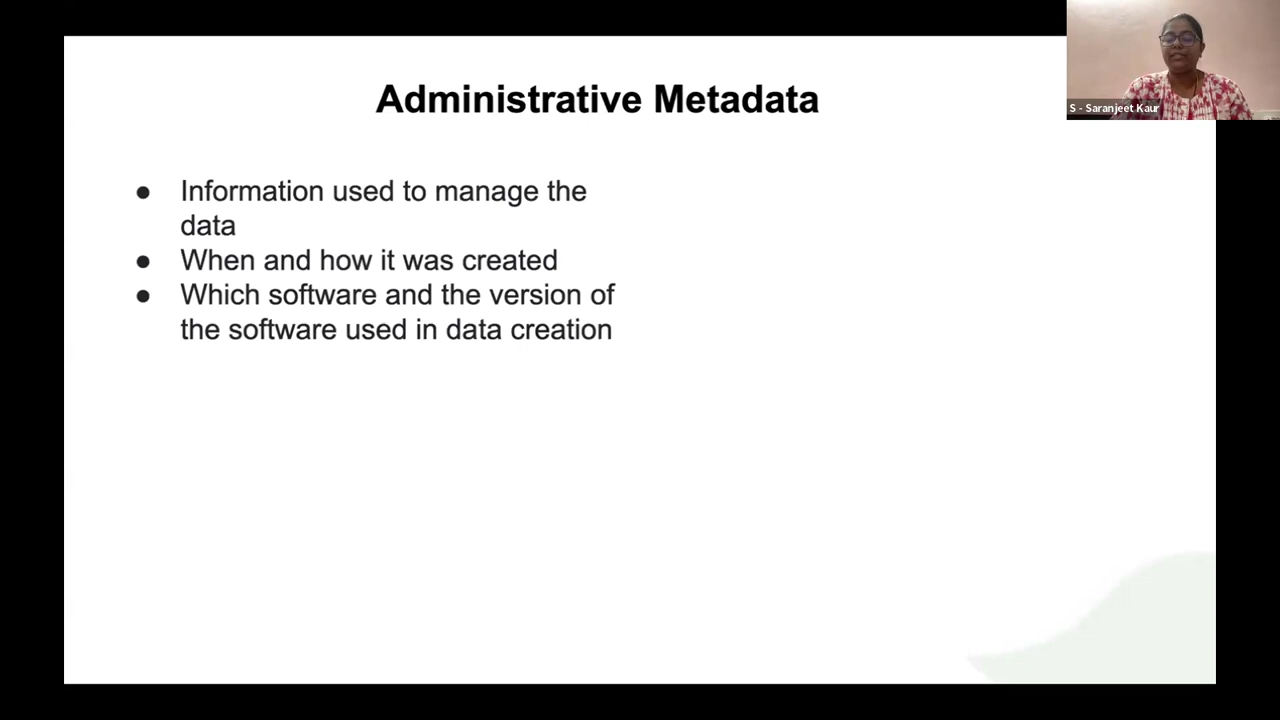 Administrative Metadata
● Information used to manage the
data
● When and how it was created
● Which software and the version of
the software used in data creation
S - Saranjeet Kaur